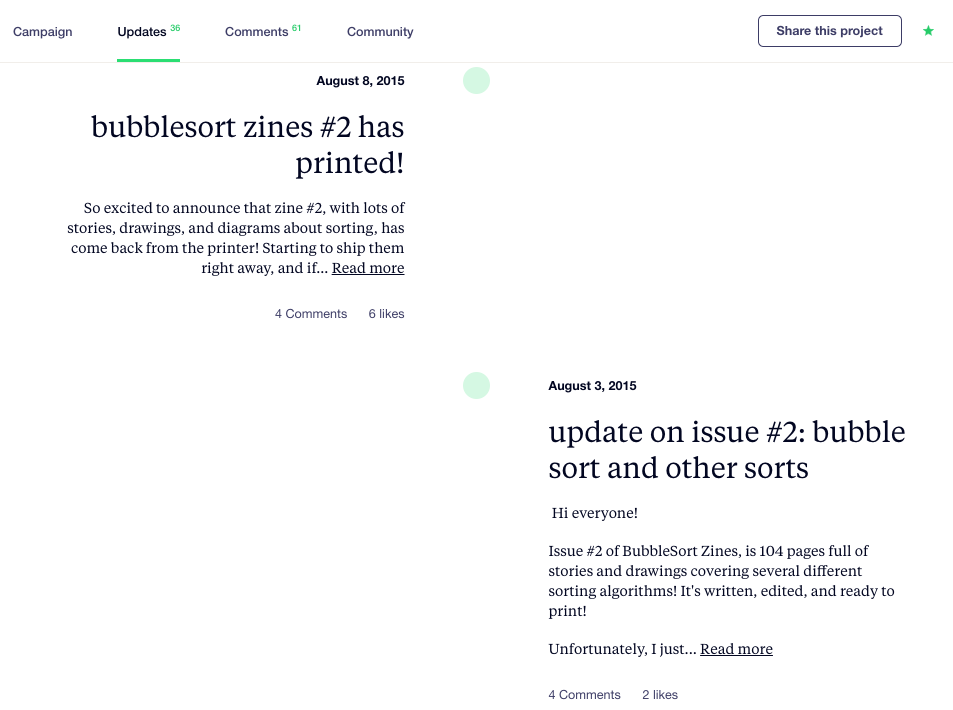 Campaign Updates 36 Comments 61 Community Share this project
August 8, 2015
bubblesort zines #2 has
printed!
So excited to announce that zine #2, with lots of
stories, drawings, and diagrams about sorting, has
come back from the printer! Starting to ship them
right away, and if... Read more
4 Comments 6 likes
August 3, 2015
update on issue #2: bubble
sort and other sorts
Hi everyone!
Issue #2 of BubbleSort Zines, is 104 pages full of
stories and drawings covering several different
sorting algorithms! It's written, edited, and ready to
print!
Unfortunately, I just... Read more
4 Comments 2 likes